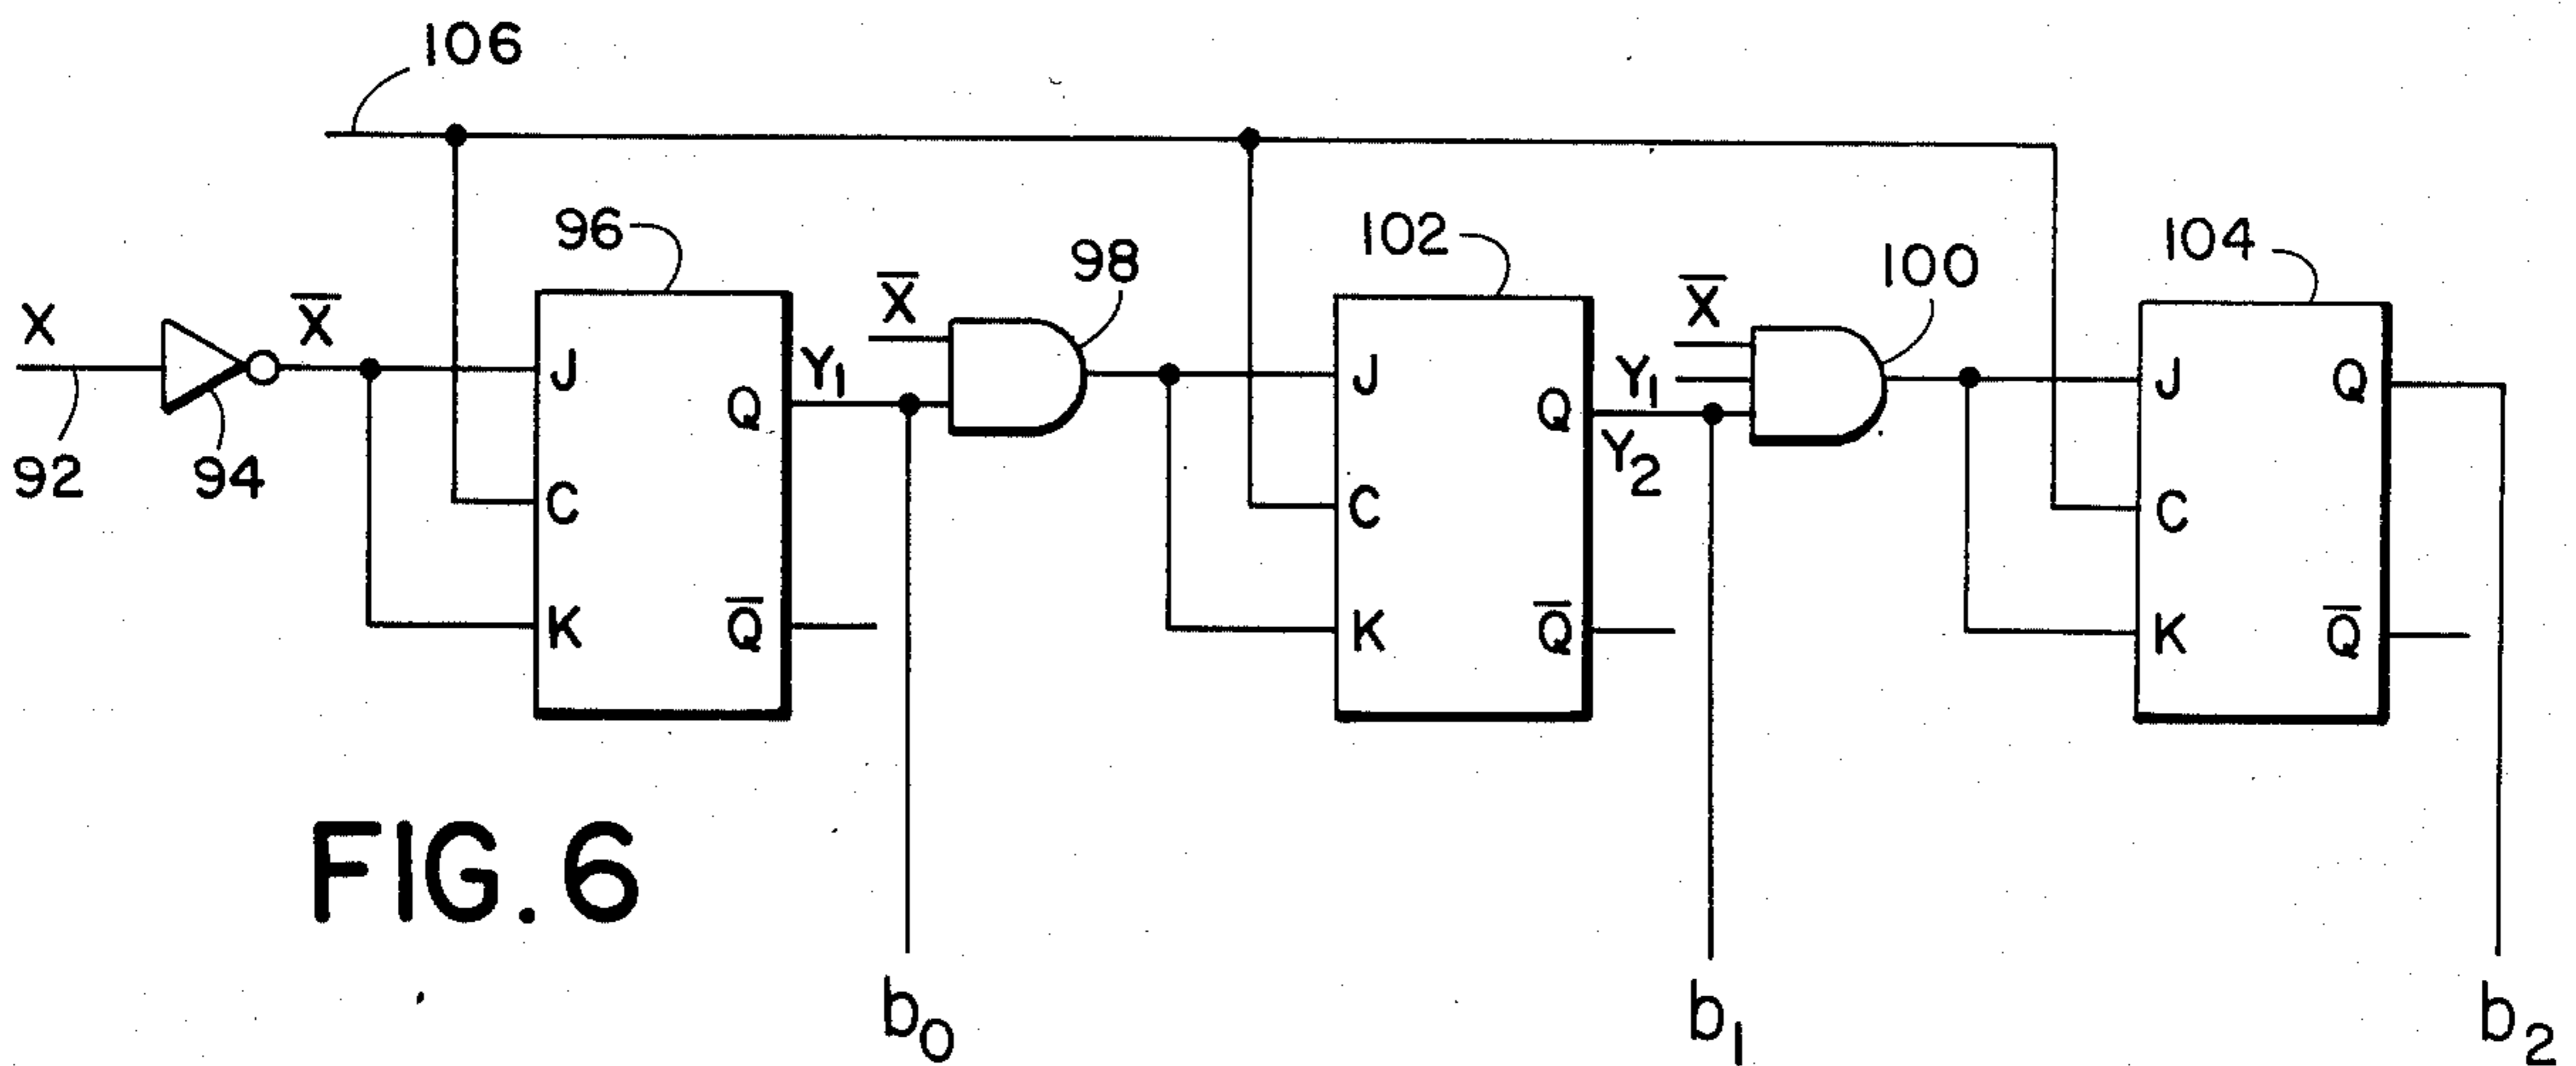 106
96
98
102
100
104
X
X̅
X̅
X̅
92
94
J
C
K
Q
Q̅
Y₁
J
C
K
Q
Q̅
Y₁
Y₂
J
C
K
Q
Q̅
FIG. 6
b₀
b₁
b₂